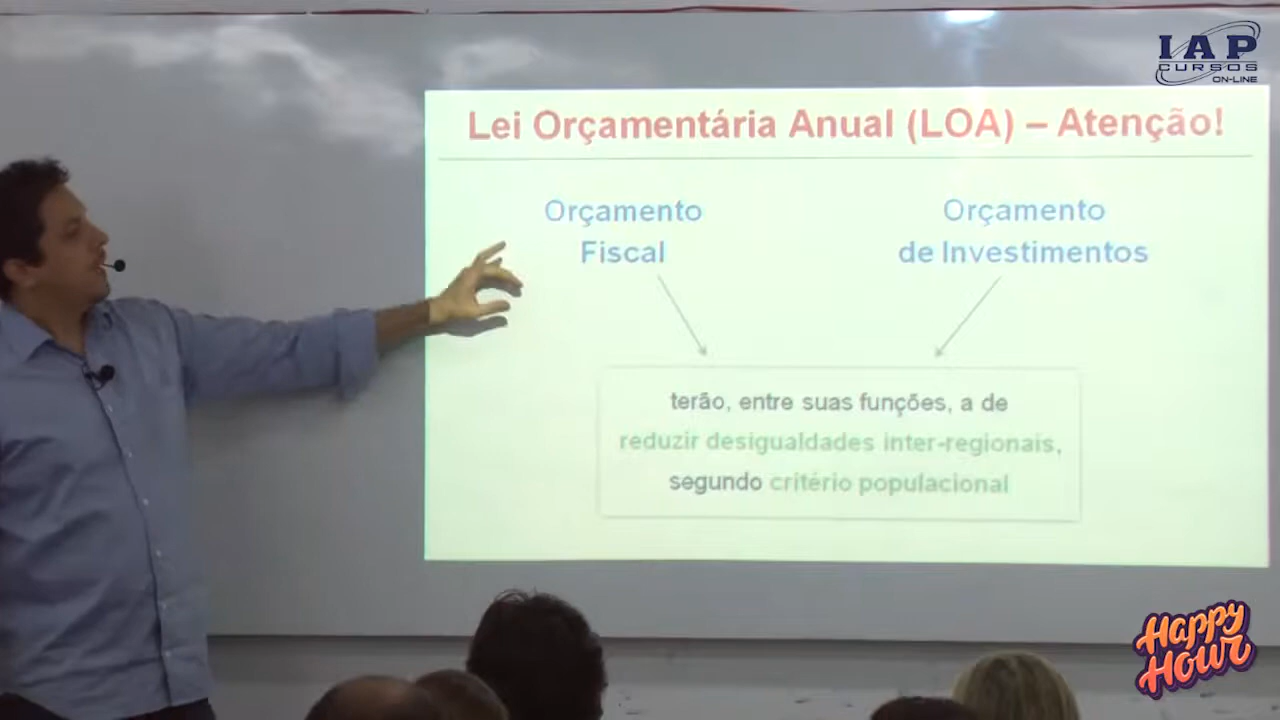 IAP
CURSOS
ON-LINE
Lei Orçamentária Anual (LOA) – Atenção!
Orçamento
Fiscal
Orçamento
de Investimentos
terão, entre suas funções, a de
reduzir desigualdades inter-regionais,
segundo critério populacional
Happy
Hour